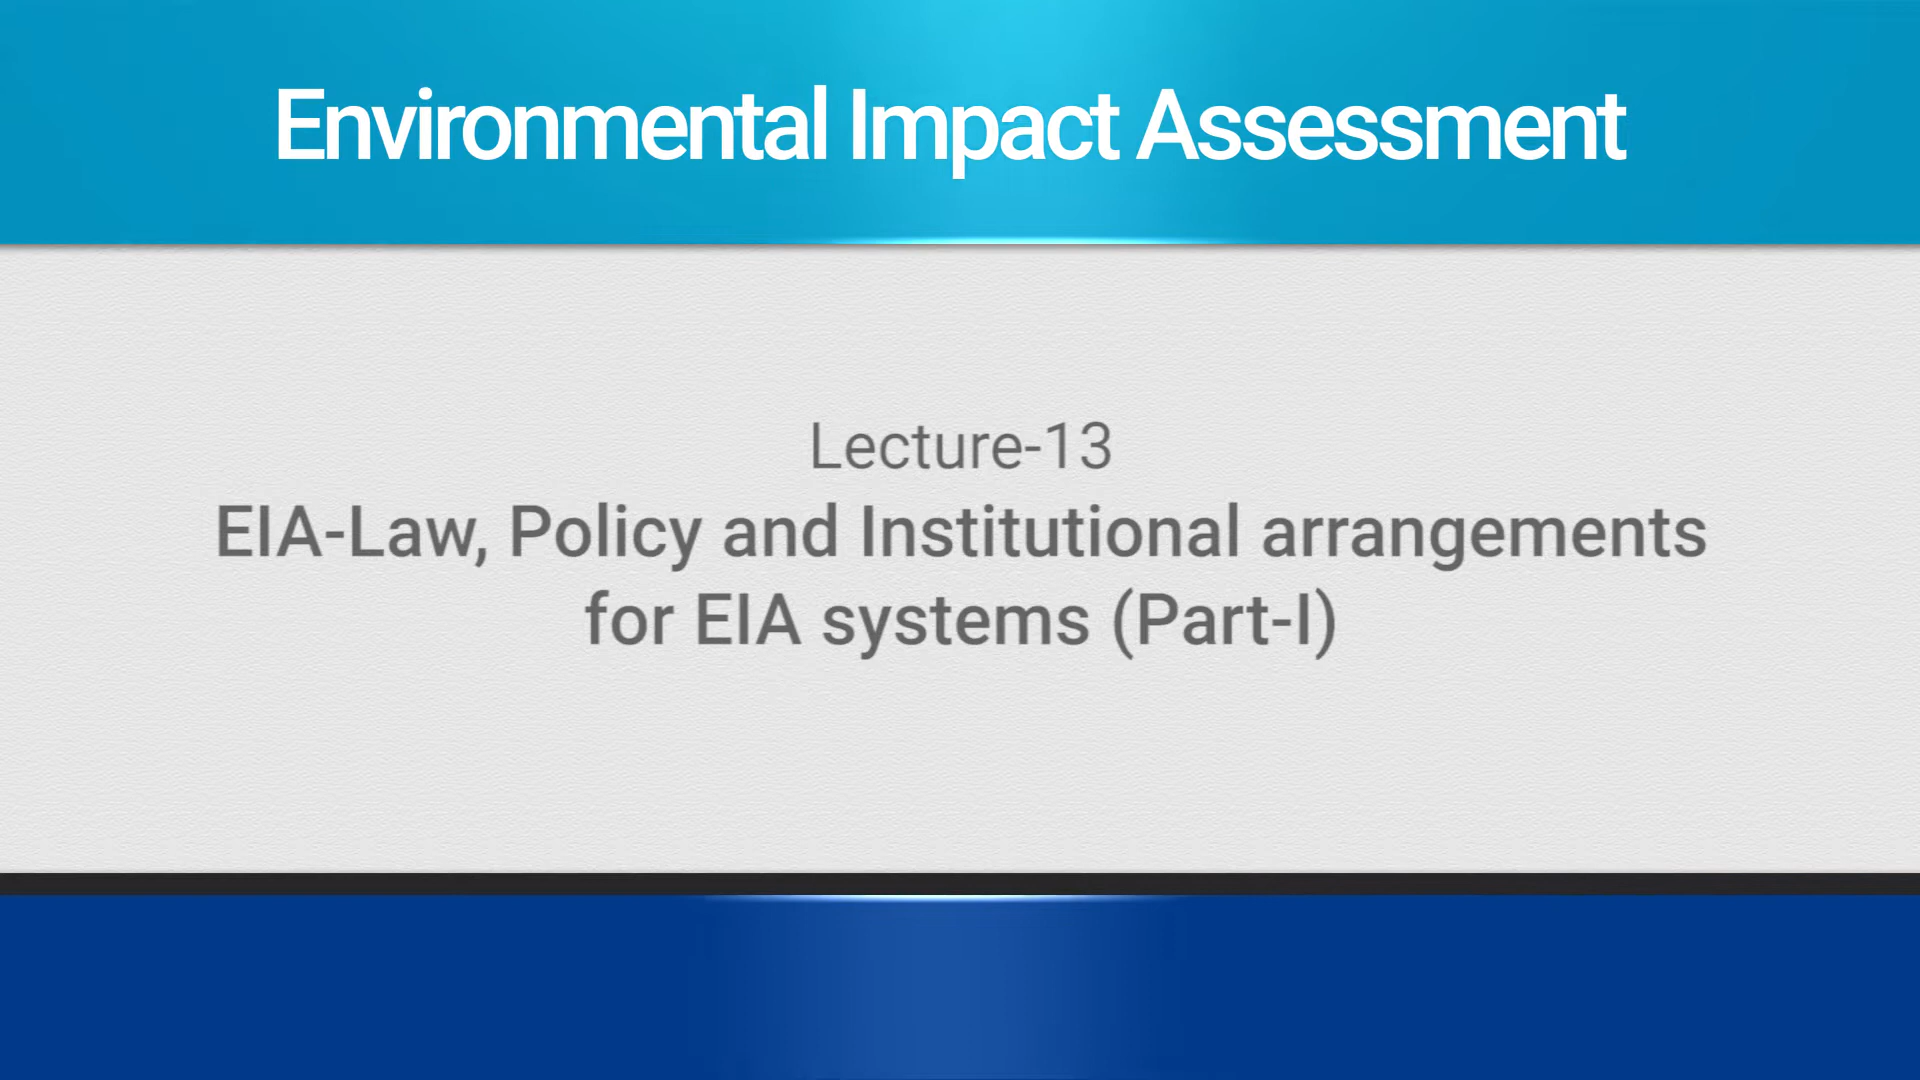 Environmental Impact Assessment
Lecture-13
EIA-Law, Policy and Institutional arrangements
for EIA systems (Part-I)